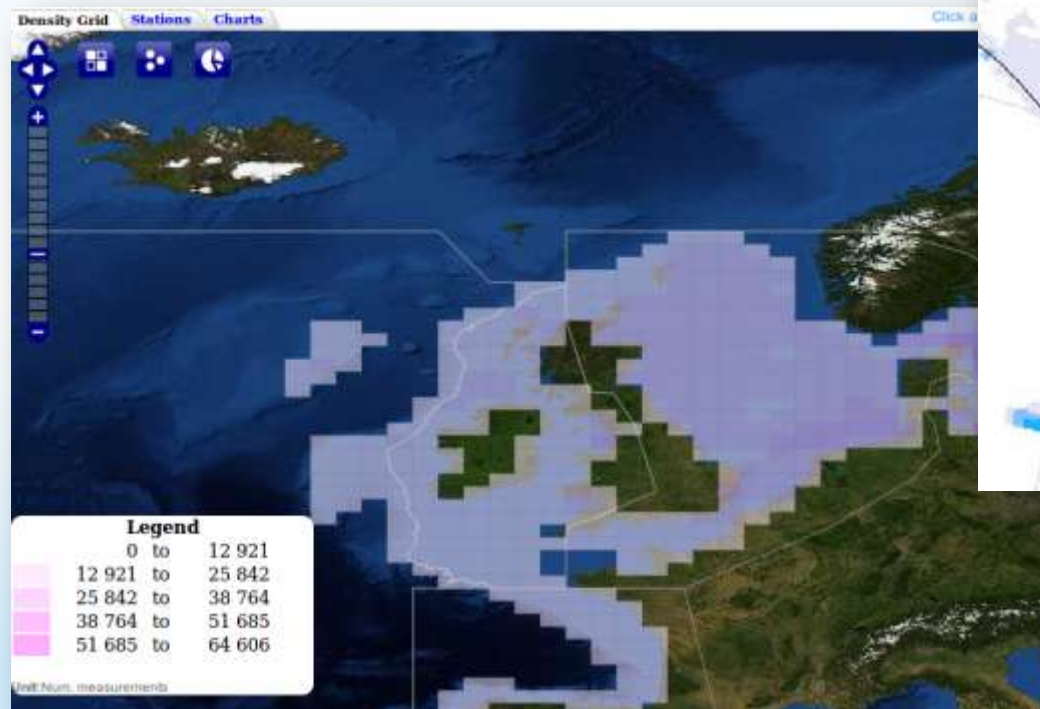 Density Grid Stations Charts
Click a
Legend
0 to 12 921
12 921 to 25 842
25 842 to 38 764
38 764 to 51 685
51 685 to 64 606
Unit:Num. measurements